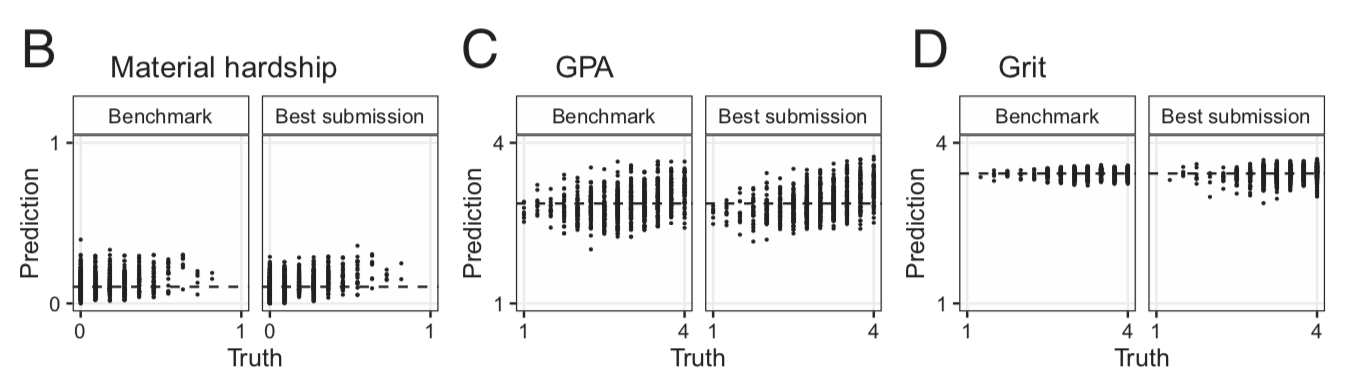 B Material hardship
Benchmark
Best submission
Prediction
1
0
0
1
0
1
Truth
C GPA
Benchmark
Best submission
Prediction
4
1
1
4
1
4
Truth
D Grit
Benchmark
Best submission
Prediction
4
1
1
4
1
4
Truth